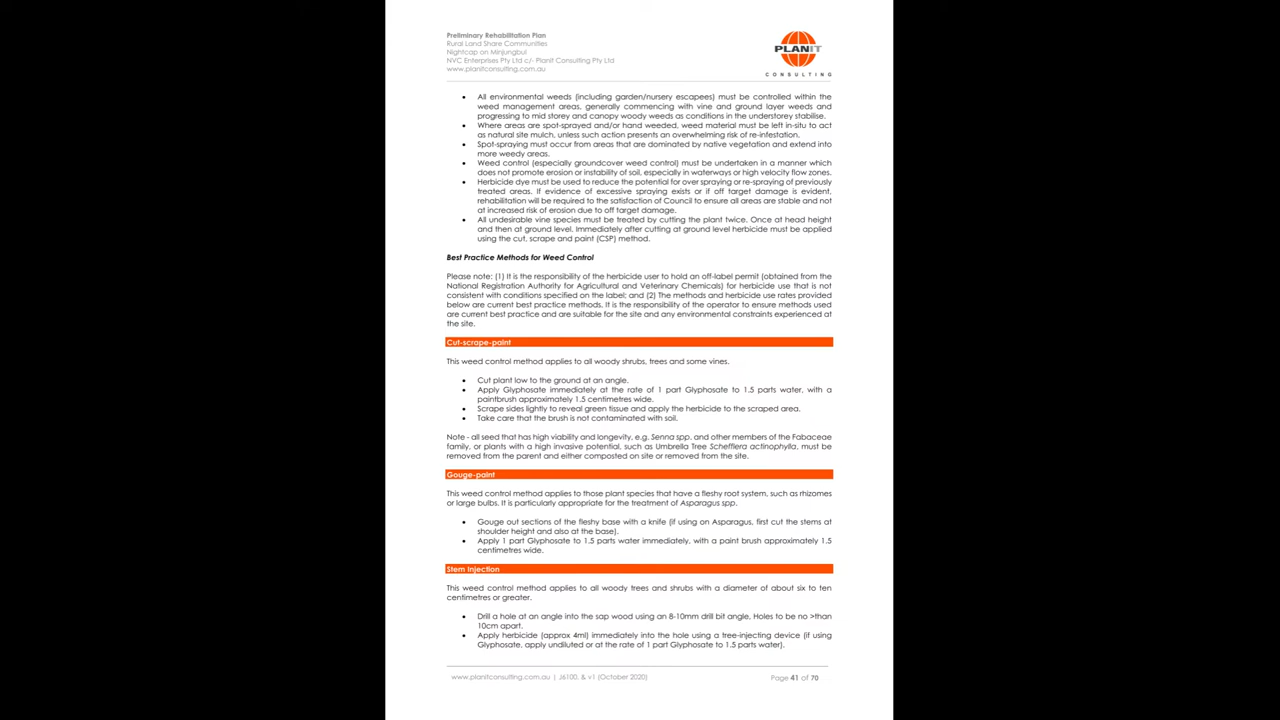 Preliminary Rehabilitation Plan
Rural Land Share Communities
Nightcap on Minjungbul
NVC Enterprises Pty Ltd c/- Planit Consulting Pty Ltd
www.planitconsulting.com.au
PLANIT
CONSULTING
• All environmental weeds (including garden/nursery escapees) must be controlled within the
weed management areas, generally commencing with vine and ground layer weeds and
progressing to mid storey and canopy woody weeds as conditions in the understorey stabilise.
• Where areas are spot-sprayed and/or hand weeded, weed material must be left in-situ to act
as natural site mulch, unless such action presents an overwhelming risk of re-infestation.
• Spot-spraying must occur from areas that are dominated by native vegetation and extend into
more weedy areas.
• Weed control (especially groundcover weed control) must be undertaken in a manner which
does not promote erosion or instability of soil, especially in waterways or high velocity flow zones.
• Herbicide dye must be used to reduce the potential for over spraying or re-spraying of previously
treated areas. If evidence of excessive spraying exists or if off target damage is evident,
rehabilitation will be required to the satisfaction of Council to ensure all areas are stable and not
at increased risk of erosion due to off target damage.
• All undesirable vine species must be treated by cutting the plant twice. Once at head height
and then at ground level. Immediately after cutting at ground level herbicide must be applied
using the cut, scrape and paint (CSP) method.
Best Practice Methods for Weed Control
Please note: (1) It is the responsibility of the herbicide user to hold an off-label permit (obtained from the
National Registration Authority for Agricultural and Veterinary Chemicals) for herbicide use that is not
consistent with conditions specified on the label; and (2) The methods and herbicide use rates provided
below are current best practice methods. It is the responsibility of the operator to ensure methods used
are current best practice and are suitable for the site and any environmental constraints experienced at
the site.
Cut-scrape-paint
This weed control method applies to all woody shrubs, trees and some vines.
• Cut plant low to the ground at an angle.
• Apply Glyphosate immediately at the rate of 1 part Glyphosate to 1.5 parts water, with a
paintbrush approximately 1.5 centimetres wide.
• Scrape sides lightly to reveal green tissue and apply the herbicide to the scraped area.
• Take care that the brush is not contaminated with soil.
Note - all seed that has high viability and longevity, e.g. Senna spp. and other members of the Fabaceae
family, or plants with a high invasive potential, such as Umbrella Tree Schefflera actinophylla, must be
removed from the parent and either composted on site or removed from the site.
Gouge-paint
This weed control method applies to those plant species that have a fleshy root system, such as rhizomes
or large bulbs. It is particularly appropriate for the treatment of Asparagus spp.
• Gouge out sections of the fleshy base with a knife (if using on Asparagus, first cut the stems at
shoulder height and also at the base).
• Apply 1 part Glyphosate to 1.5 parts water immediately, with a paint brush approximately 1.5
centimetres wide.
Stem Injection
This weed control method applies to all woody trees and shrubs with a diameter of about six to ten
centimetres or greater.
• Drill a hole at an angle into the sap wood using an 8-10mm drill bit angle, Holes to be no >than
10cm apart.
• Apply herbicide (approx 4ml) immediately into the hole using a tree-injecting device (if using
Glyphosate, apply undiluted or at the rate of 1 part Glyphosate to 1.5 parts water).
www.planitconsulting.com.au | J6100, & v1 (October 2020)
Page 41 of 70